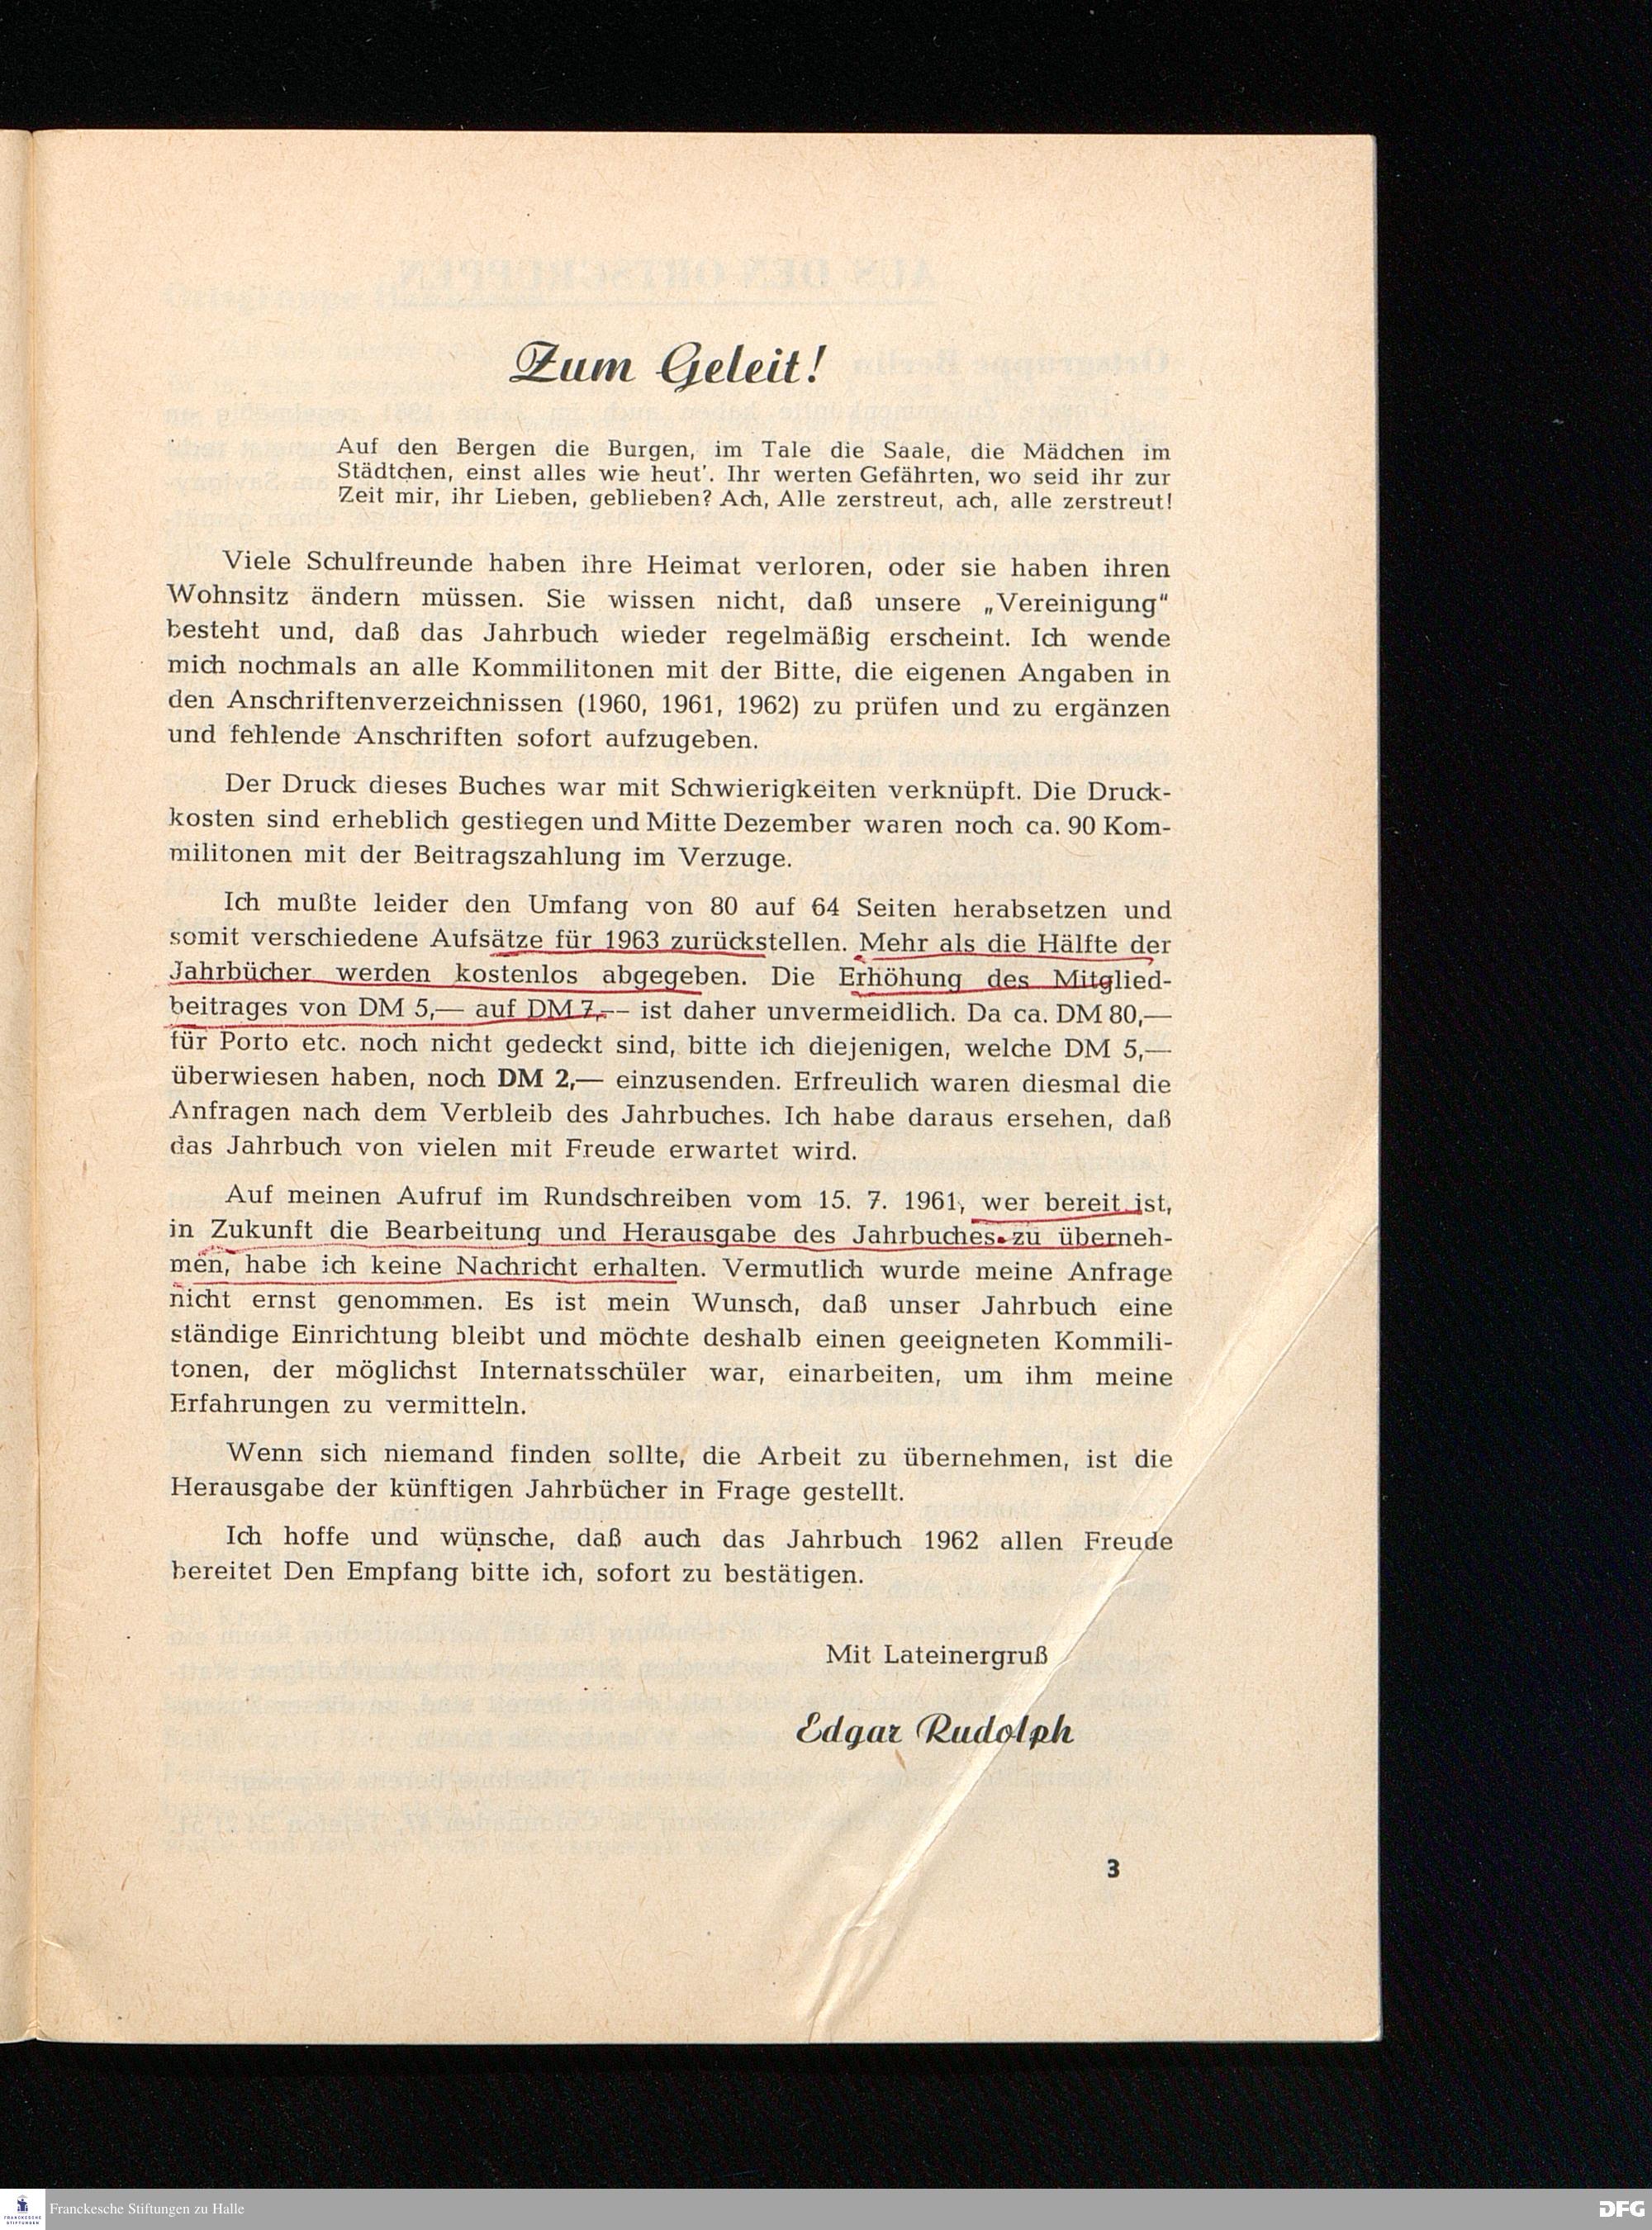 Zum Geleit!
Auf den Bergen die Burgen, im Tale die Saale, die Mädchen im
Städtchen, einst alles wie heut'. Ihr werten Gefährten, wo seid ihr zur
Zeit mir, ihr Lieben, geblieben? Ach, Alle zerstreut, ach, alle zerstreut!
Viele Schulfreunde haben ihre Heimat verloren, oder sie haben ihren
Wohnsitz ändern müssen. Sie wissen nicht, daß unsere „Vereinigung“
besteht und, daß das Jahrbuch wieder regelmäßig erscheint. Ich wende
mich nochmals an alle Kommilitonen mit der Bitte, die eigenen Angaben in
den Anschriftenverzeichnissen (1960, 1961, 1962) zu prüfen und zu ergänzen
und fehlende Anschriften sofort aufzugeben.
Der Druck dieses Buches war mit Schwierigkeiten verknüpft. Die Druck-
kosten sind erheblich gestiegen und Mitte Dezember waren noch ca. 90 Kom-
militonen mit der Beitragszahlung im Verzuge.
Ich mußte leider den Umfang von 80 auf 64 Seiten herabsetzen und
somit verschiedene Aufsätze für 1963 zurückstellen. Mehr als die Hälfte der
Jahrbücher werden kostenlos abgegeben. Die Erhöhung des Mitglied-
beitrages von DM 5,— auf DM 7,-- ist daher unvermeidlich. Da ca. DM 80,—
für Porto etc. noch nicht gedeckt sind, bitte ich diejenigen, welche DM 5,—
überwiesen haben, noch DM 2,— einzusenden. Erfreulich waren diesmal die
Anfragen nach dem Verbleib des Jahrbuches. Ich habe daraus ersehen, daß
das Jahrbuch von vielen mit Freude erwartet wird.
Auf meinen Aufruf im Rundschreiben vom 15. 7. 1961, wer bereit ist,
in Zukunft die Bearbeitung und Herausgabe des Jahrbuches zu überneh-
men, habe ich keine Nachricht erhalten. Vermutlich wurde meine Anfrage
nicht ernst genommen. Es ist mein Wunsch, daß unser Jahrbuch eine
ständige Einrichtung bleibt und möchte deshalb einen geeigneten Kommili-
tonen, der möglichst Internatsschüler war, einarbeiten, um ihm meine
Erfahrungen zu vermitteln.
Wenn sich niemand finden sollte, die Arbeit zu übernehmen, ist die
Herausgabe der künftigen Jahrbücher in Frage gestellt.
Ich hoffe und wünsche, daß auch das Jahrbuch 1962 allen Freude
bereitet Den Empfang bitte ich, sofort zu bestätigen.
Mit Lateinergruß
Edgar Rudolph
3
FRANCKESCHE
STIFTUNGEN
Franckesche Stiftungen zu Halle
DFG